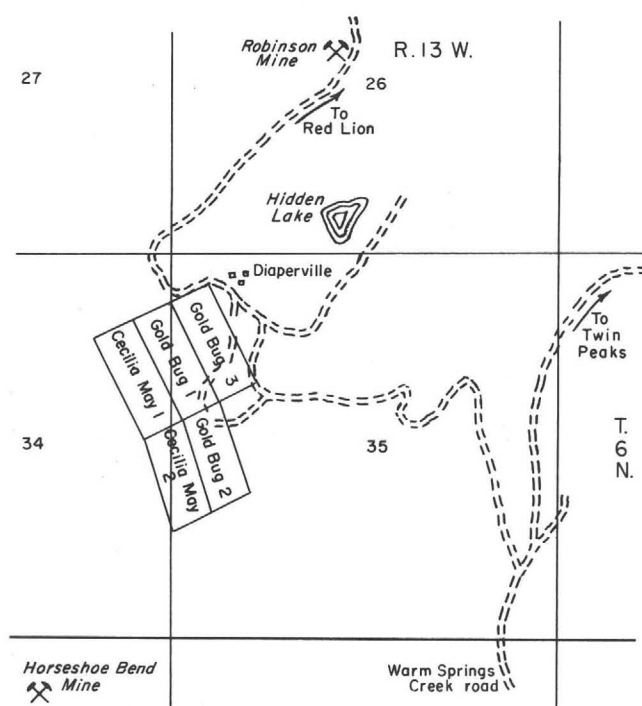 Robinson
Mine
R. 13 W.
27
26
To
Red Lion
Hidden
Lake
Diaperville
To
Twin
Peaks
Gold Bug 3
Gold Bug 1
Cecilia May 1
Gold Bug 2
Cecilia May
2
34
35
T.
6
N.
Horseshoe Bend
Mine
Warm Springs
Creek road